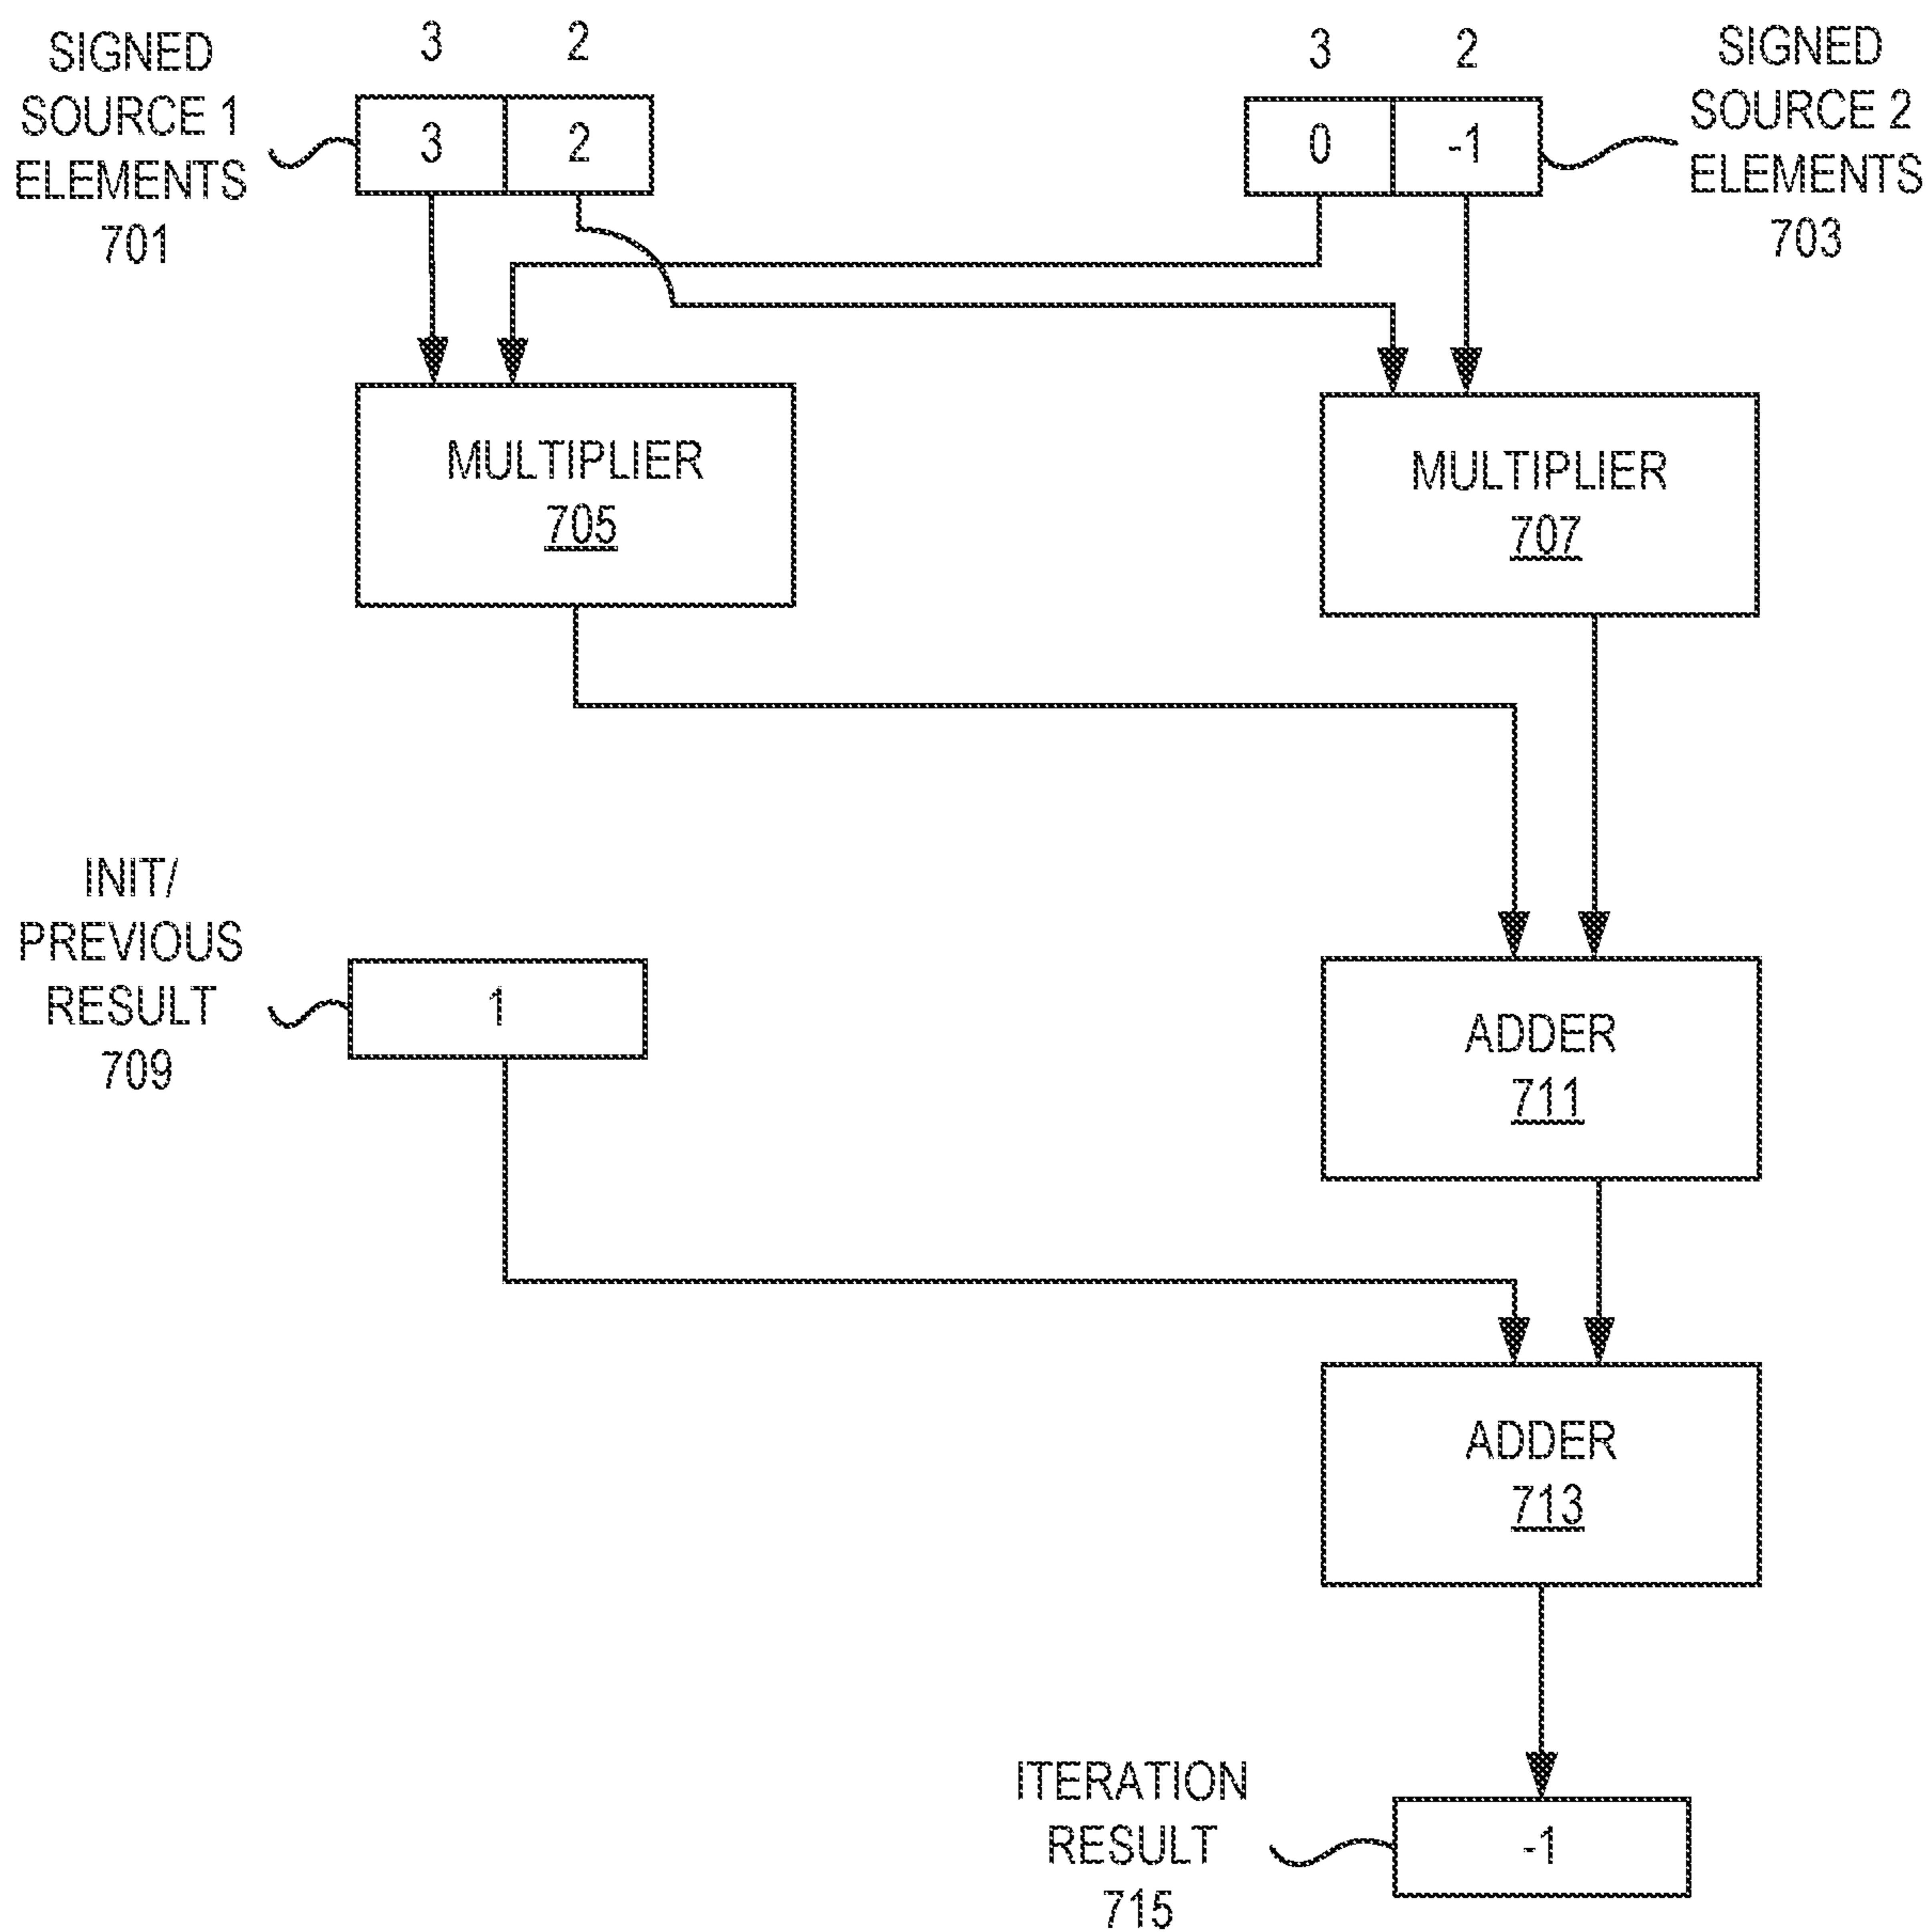 SIGNED
SOURCE 1
ELEMENTS
701
3 2
3 2
3 2
0 -1
SIGNED
SOURCE 2
ELEMENTS
703
MULTIPLIER
705
MULTIPLIER
707
INIT/
PREVIOUS
RESULT
709
1
ADDER
711
ADDER
713
ITERATION
RESULT
715
-1